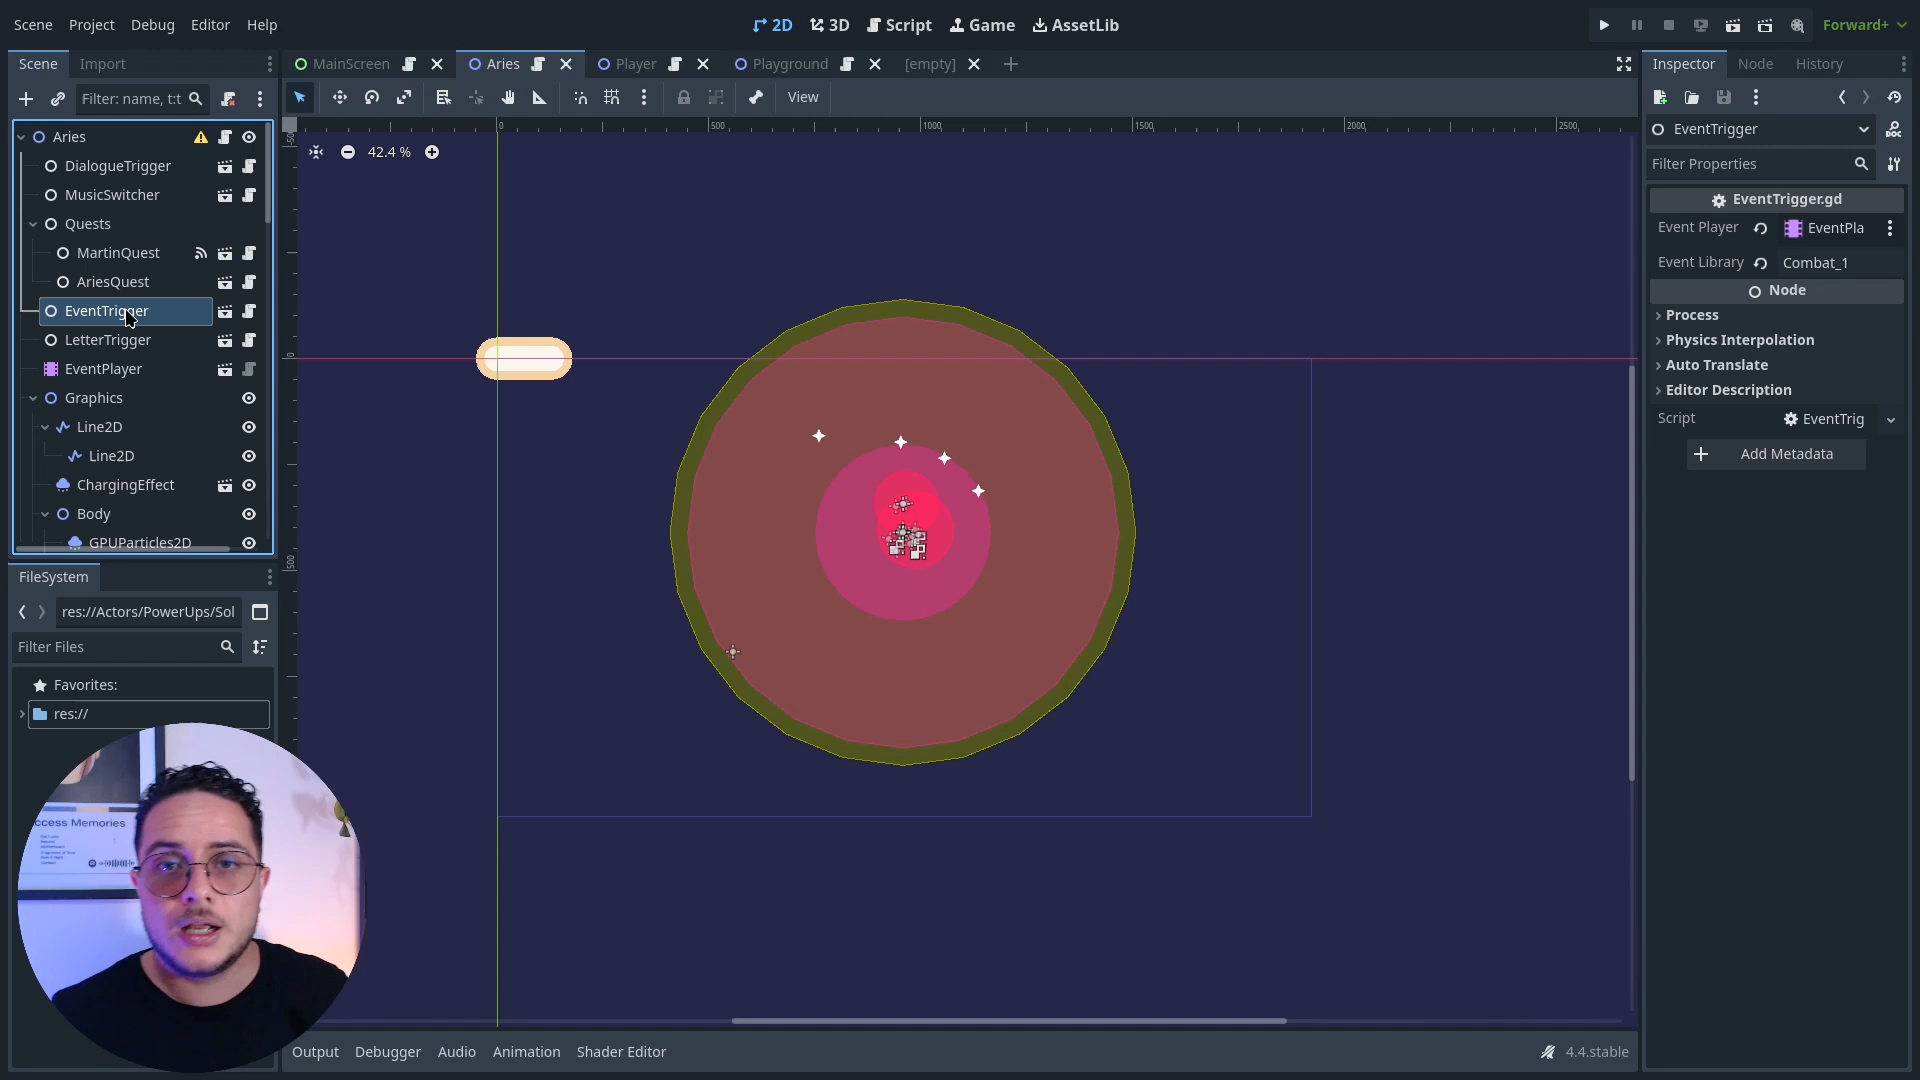 Scene Project Debug Editor Help
2D 3D Script Game AssetLib
Forward+
Scene Import
MainScreen Aries Player Playground [empty]
Inspector Node History
Filter: name, t:t
View
EventTrigger
Filter Properties
EventTrigger.gd
Event Player EventPla
Event Library Combat_1
Node
Process
Physics Interpolation
Auto Translate
Editor Description
Script EventTrig
Add Metadata
Aries
DialogueTrigger
MusicSwitcher
Quests
MartinQuest
AriesQuest
EventTrigger
LetterTrigger
EventPlayer
Graphics
Line2D
Line2D
ChargingEffect
Body
GPUParticles2D
0 500 1000 1500 2000 2500
42.4 %
0
500
FileSystem
res://Actors/PowerUps/Sol
Filter Files
Favorites:
res://
ccess Memories
Output Debugger Audio Animation Shader Editor
4.4.stable